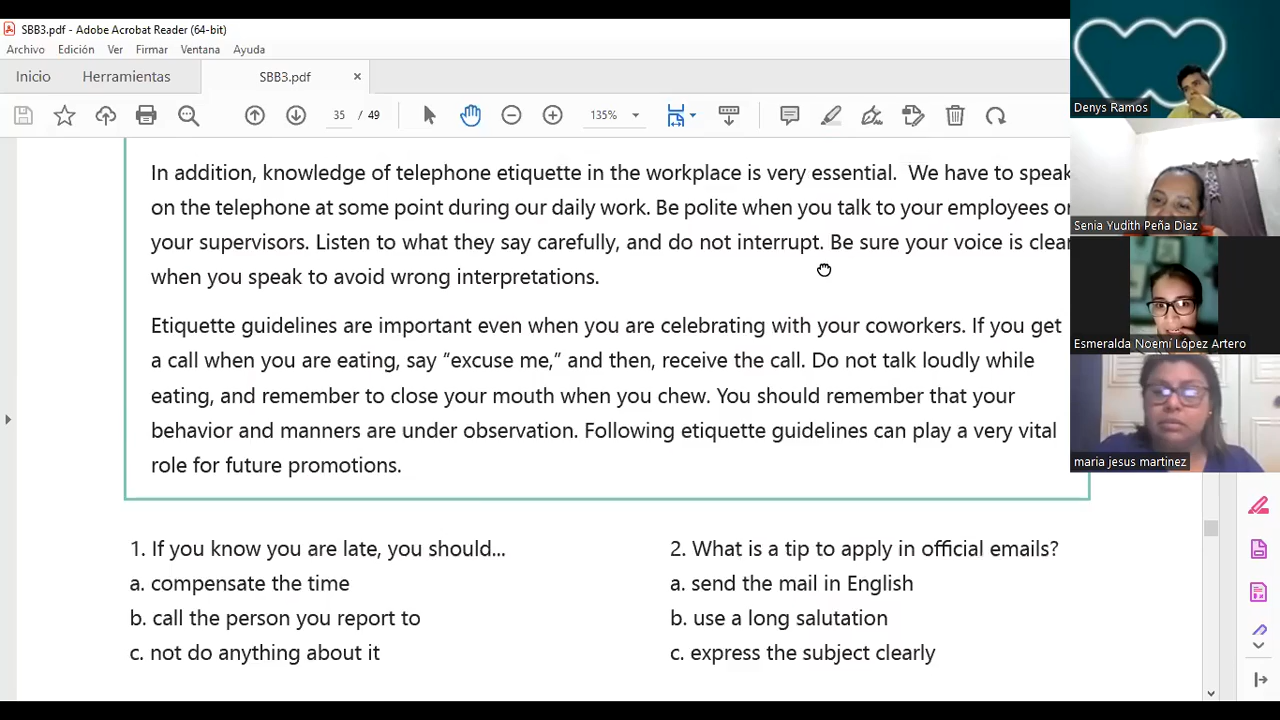 SBB3.pdf - Adobe Acrobat Reader (64-bit)
Archivo Edición Ver Firmar Ventana Ayuda
Inicio Herramientas SBB3.pdf ×
35 / 49 135%
In addition, knowledge of telephone etiquette in the workplace is very essential. We have to speak
on the telephone at some point during our daily work. Be polite when you talk to your employees or
your supervisors. Listen to what they say carefully, and do not interrupt. Be sure your voice is clear
when you speak to avoid wrong interpretations.
Etiquette guidelines are important even when you are celebrating with your coworkers. If you get
a call when you are eating, say “excuse me,” and then, receive the call. Do not talk loudly while
eating, and remember to close your mouth when you chew. You should remember that your
behavior and manners are under observation. Following etiquette guidelines can play a very vital
role for future promotions.
1. If you know you are late, you should...
a. compensate the time
b. call the person you report to
c. not do anything about it
2. What is a tip to apply in official emails?
a. send the mail in English
b. use a long salutation
c. express the subject clearly
Denys Ramos
Senia Yudith Peña Diaz
Esmeralda Noemí López Artero
maria jesus martinez